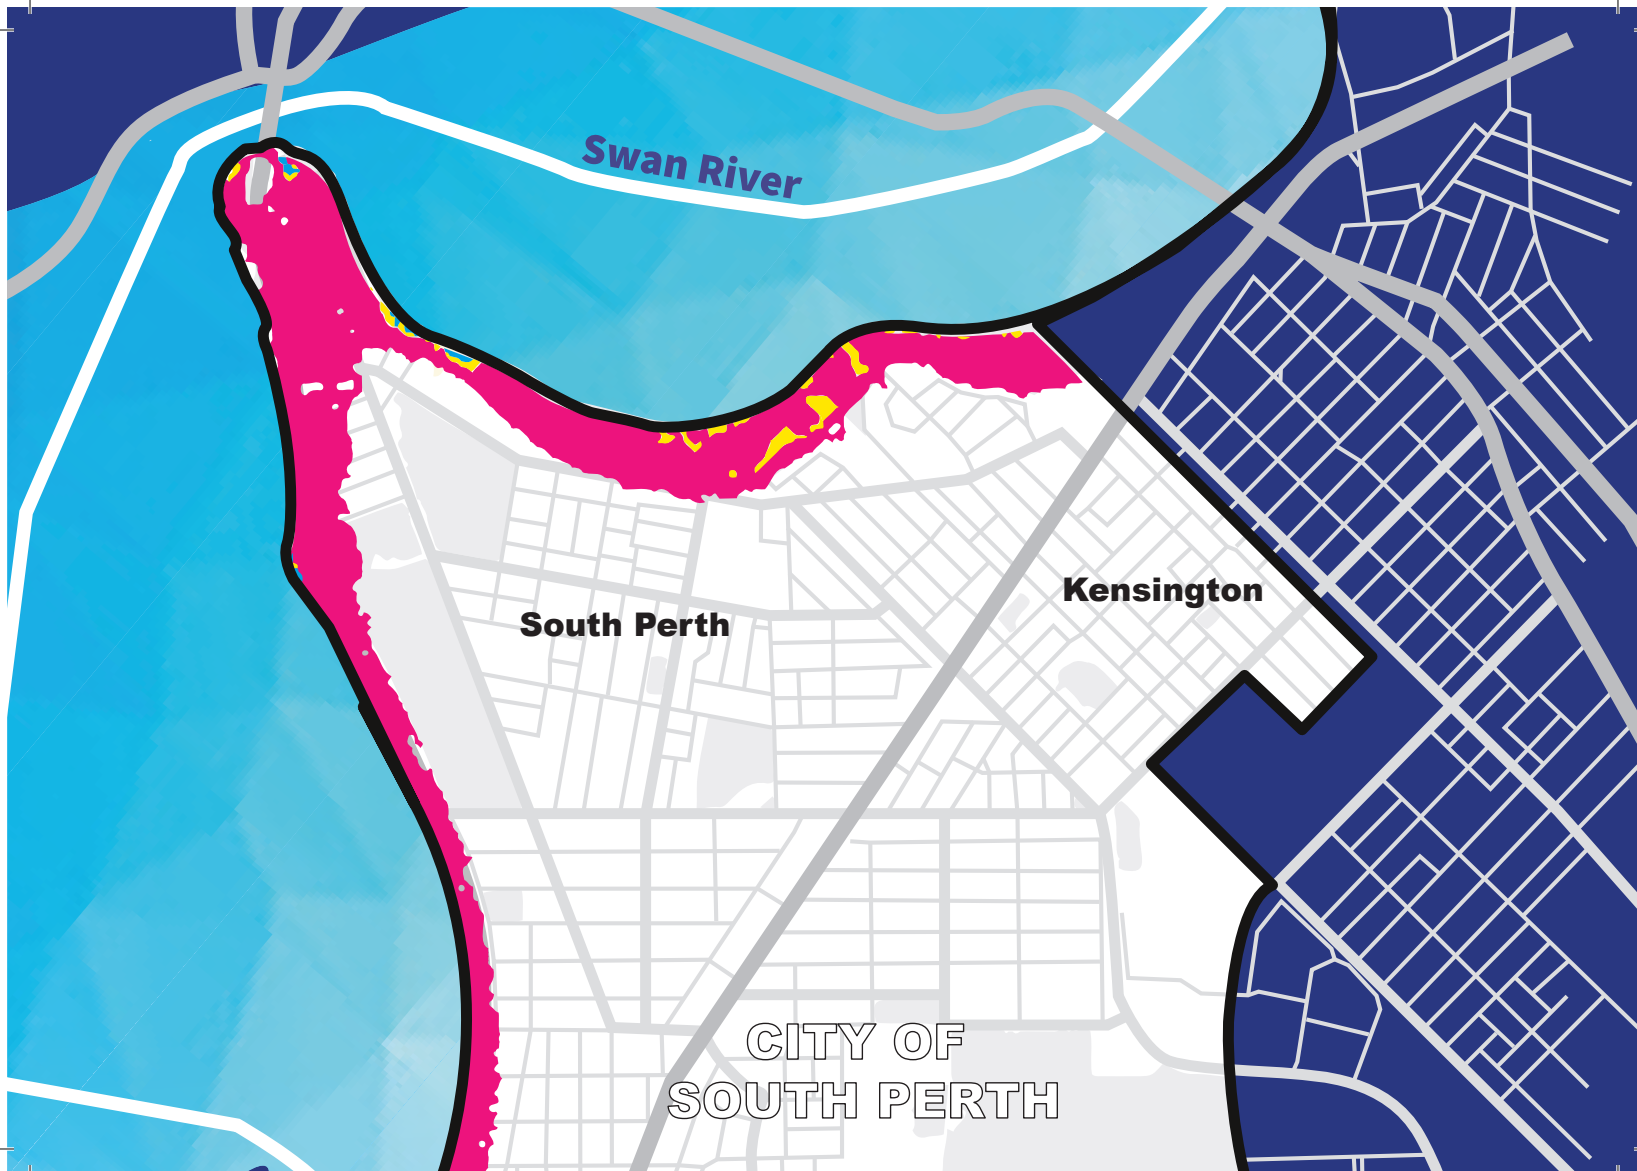 Swan River
Kensington
South Perth
CITY OF
SOUTH PERTH